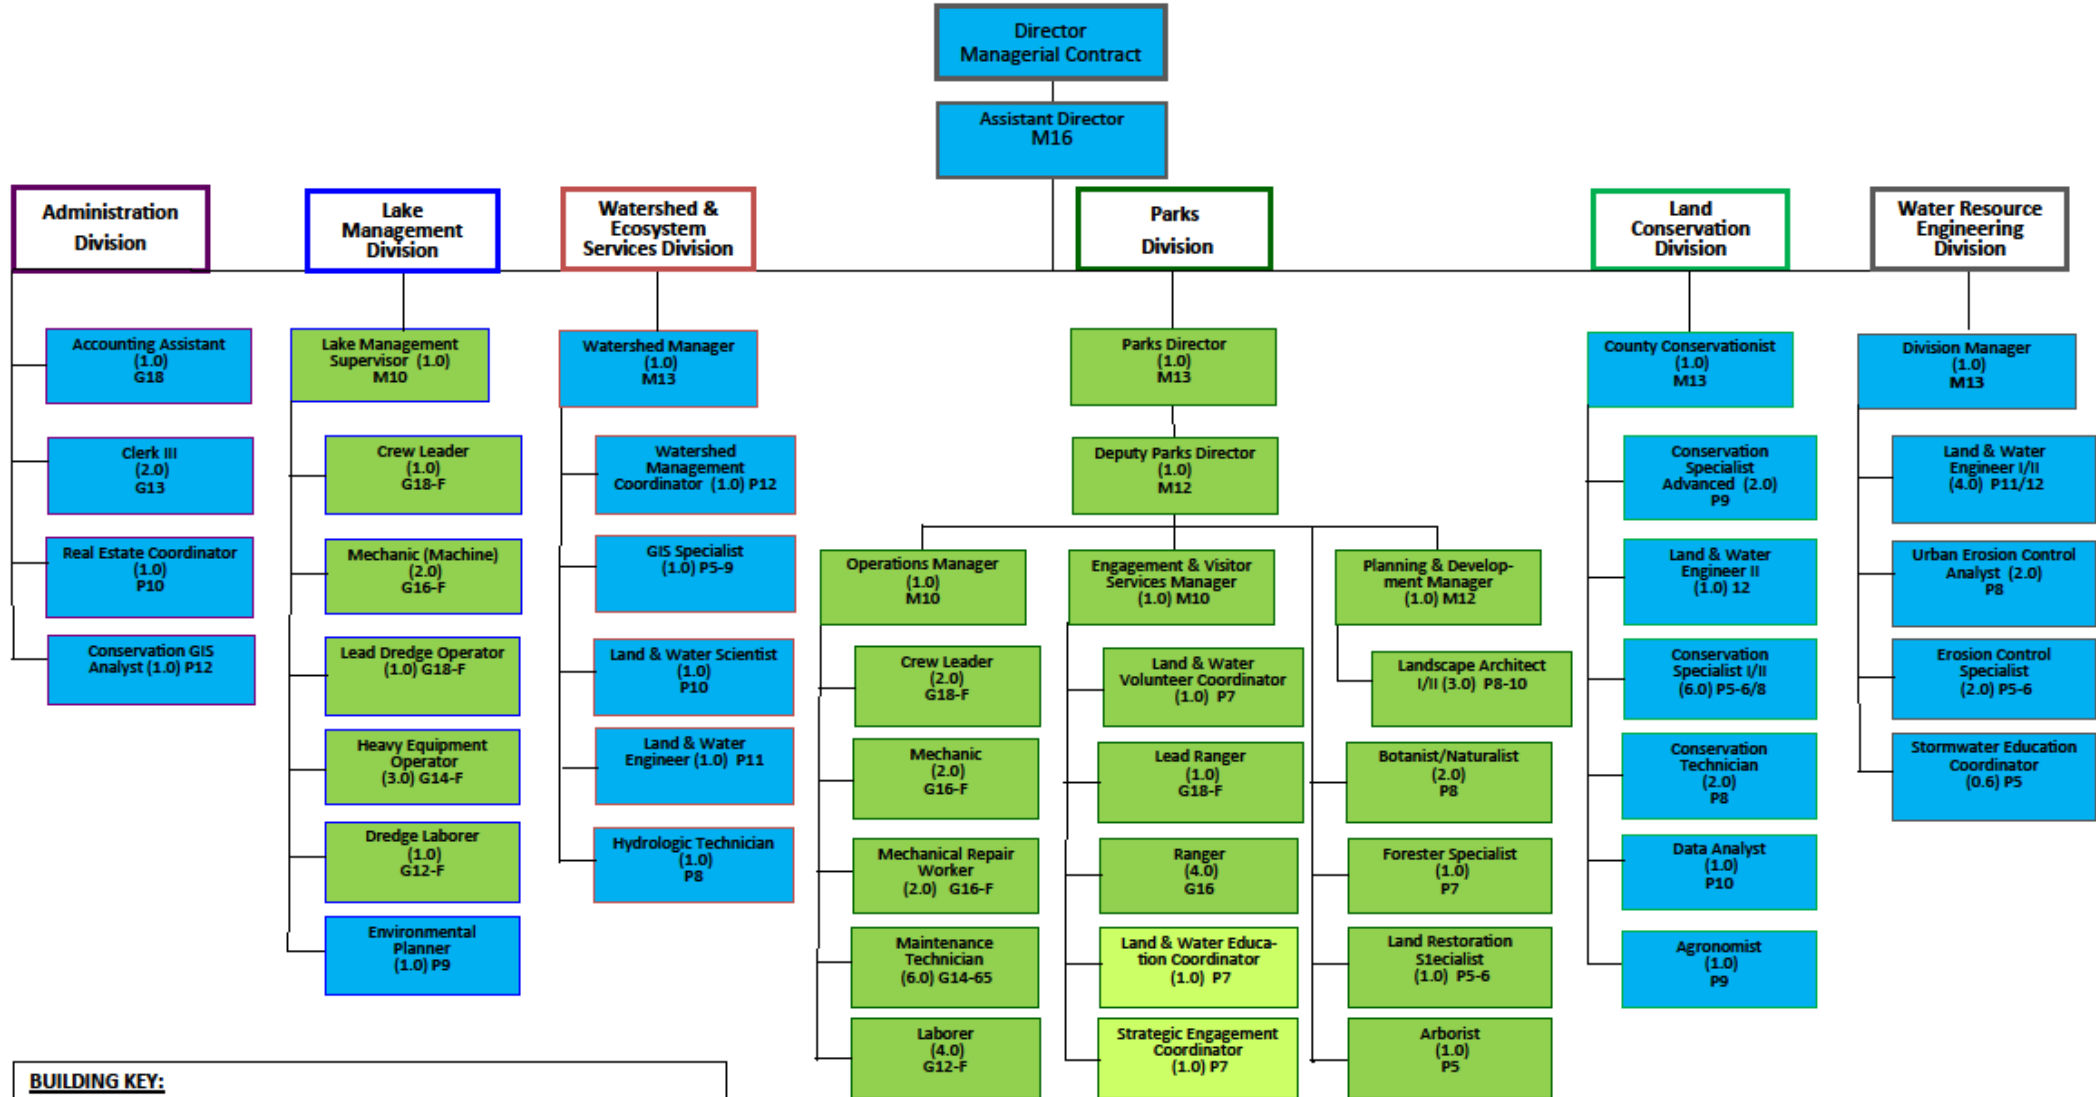 Director
Managerial Contract
Assistant Director
M16
Administration
Division
Lake
Management
Division
Watershed &
Ecosystem
Services Division
Parks
Division
Land
Conservation
Division
Water Resource
Engineering
Division
Accounting Assistant
(1.0)
G18
Clerk III
(2.0)
G13
Real Estate Coordinator
(1.0)
P10
Conservation GIS
Analyst (1.0) P12
Lake Management
Supervisor (1.0)
M10
Crew Leader
(1.0)
G18-F
Mechanic (Machine)
(2.0)
G16-F
Lead Dredge Operator
(1.0) G18-F
Heavy Equipment
Operator
(3.0) G14-F
Dredge Laborer
(1.0)
G12-F
Environmental
Planner
(1.0) P9
Watershed Manager
(1.0)
M13
Watershed
Management
Coordinator (1.0) P12
GIS Specialist
(1.0) P5-9
Land & Water Scientist
(1.0)
P10
Land & Water
Engineer (1.0) P11
Hydrologic Technician
(1.0)
P8
Parks Director
(1.0)
M13
Deputy Parks Director
(1.0)
M12
Operations Manager
(1.0)
M10
Crew Leader
(2.0)
G18-F
Mechanic
(2.0)
G16-F
Mechanical Repair
Worker
(2.0) G16-F
Maintenance
Technician
(6.0) G14-65
Laborer
(4.0)
G12-F
Engagement & Visitor
Services Manager
(1.0) M10
Land & Water
Volunteer Coordinator
(1.0) P7
Lead Ranger
(1.0)
G18-F
Ranger
(4.0)
G16
Land & Water Educa-
tion Coordinator
(1.0) P7
Strategic Engagement
Coordinator
(1.0) P7
Planning & Develop-
ment Manager
(1.0) M12
Landscape Architect
I/II (3.0) P8-10
Botanist/Naturalist
(2.0)
P8
Forester Specialist
(1.0)
P7
Land Restoration
S1ecialist
(1.0) P5-6
Arborist
(1.0)
P5
County Conservationist
(1.0)
M13
Conservation
Specialist
Advanced (2.0)
P9
Land & Water
Engineer II
(1.0) 12
Conservation
Specialist I/II
(6.0) P5-6/8
Conservation
Technician
(2.0)
P8
Data Analyst
(1.0)
P10
Agronomist
(1.0)
P9
Division Manager
(1.0)
M13
Land & Water
Engineer I/II
(4.0) P11/12
Urban Erosion Control
Analyst (2.0)
P8
Erosion Control
Specialist
(2.0) P5-6
Stormwater Education
Coordinator
(0.6) P5
BUILDING KEY: